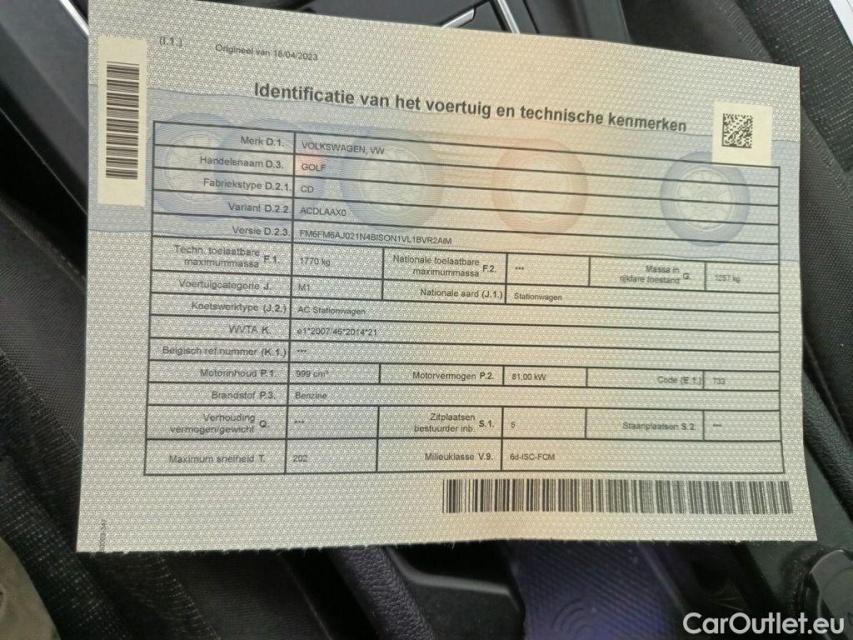 (I.1.)
Origineel van 18/04/2023
Identificatie van het voertuig en technische kenmerken
Merk D.1. VOLKSWAGEN, VW
Handelsnaam D.3. GOLF
Fabriekstype D.2.1. CD
Variant D.2.2. ACDLAAX0
Versie D.2.3. FM6FM6AJ021N4BISON1VL1BVR2AIM
Techn. toelaatbare maximummassa F.1. 1770 kg Nationale toelaatbare maximummassa F.2. --- Massa in rijklare toestand G. 1257 kg
Voertuigcategorie J. M1 Nationale aard (J.1.) Stationwagen
Koetswerktype (J.2.) AC Stationwagen
WVTA K. e1*2007/46*2014*21
Belgisch ref.nummer (K.1.) ---
Motorinhoud P.1. 999 cm³ Motorvermogen P.2. 81,00 kW Code (E.1.) 733
Brandstof P.3. Benzine
Verhouding vermogen/gewicht Q. --- Zitplaatsen bestuurder inb. S.1. 5 Staanplaatsen S.2. ---
Maximum snelheid T. 202 Milieuklasse V.9. 6d-ISC-FCM
CarOutlet.eu